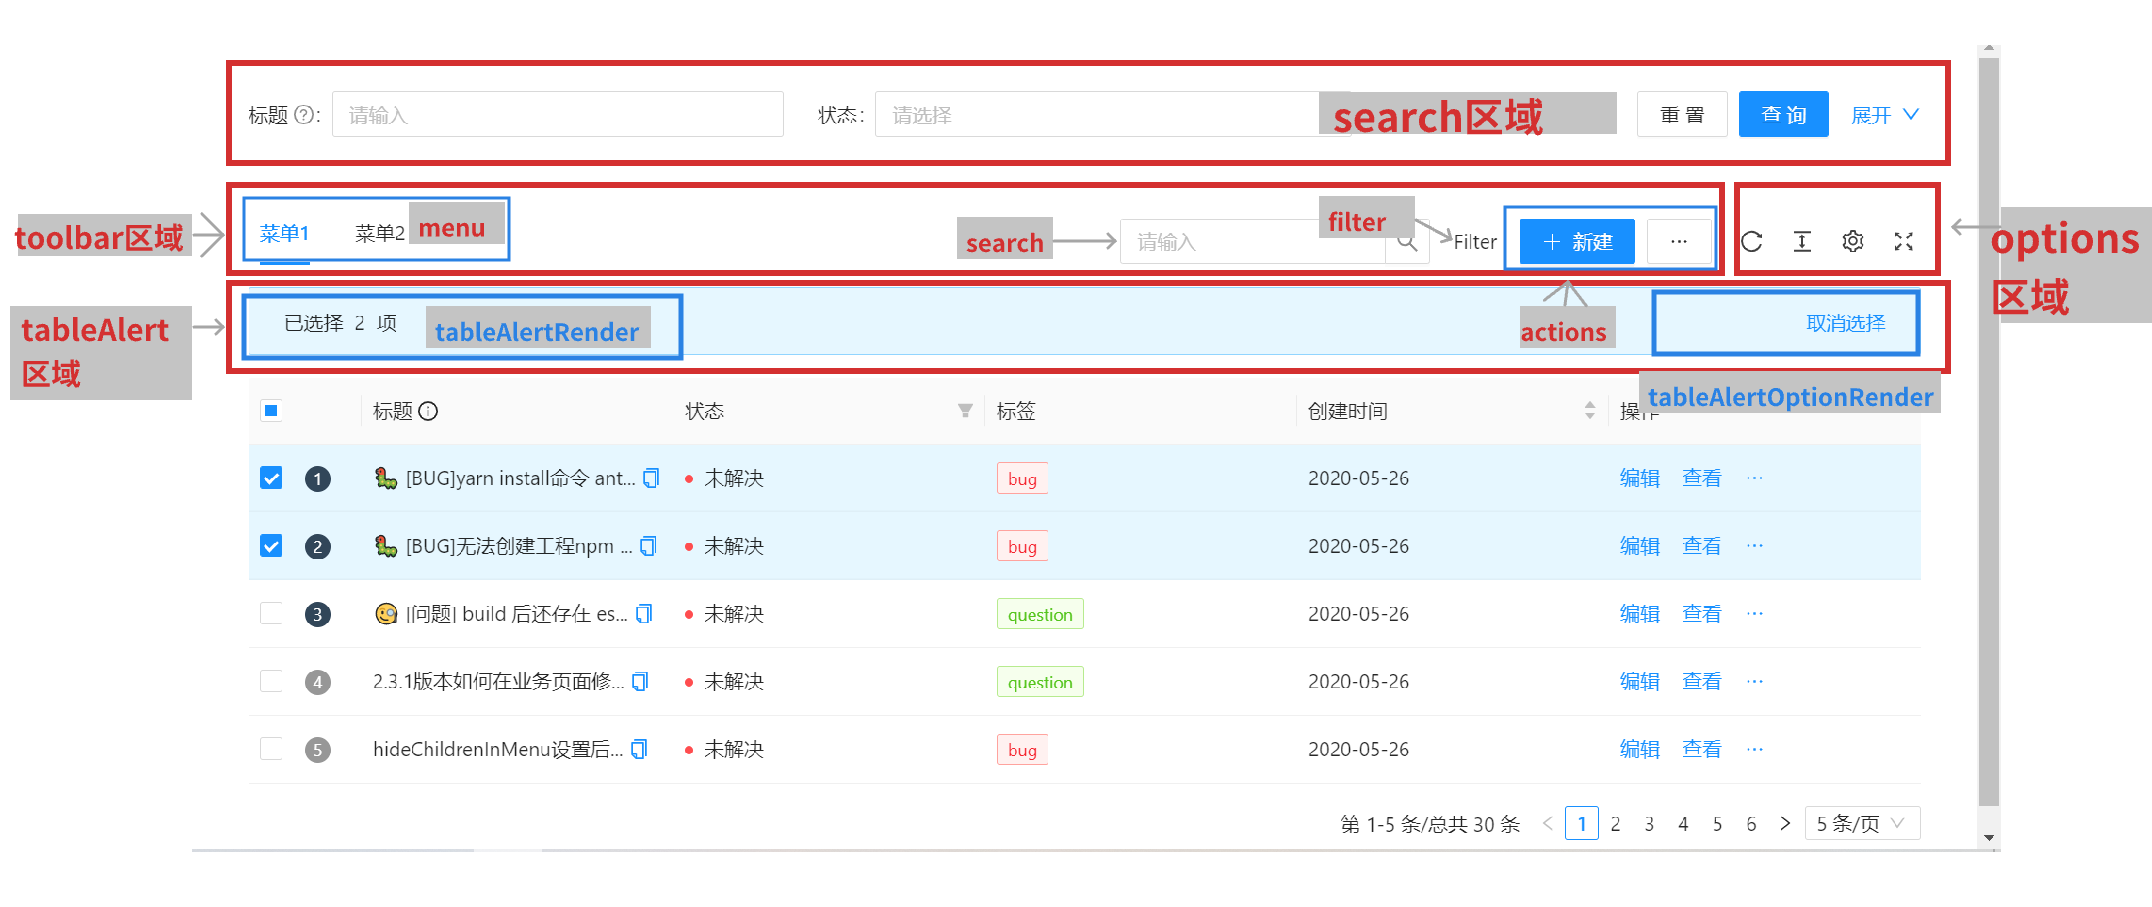 标题 ?: 请输入 状态: 请选择 search区域 重 置 查 询 展开
toolbar区域 菜单1 菜单2 menu search 请输入 filter Filter + 新建 ··· options
区域
tableAlert
区域
已选择 2 项 tableAlertRender actions 取消选择
tableAlertOptionRender
标题 状态 标签 创建时间 操作
1 [BUG]yarn install命令 ant... 未解决 bug 2020-05-26 编辑 查看 ···
2 [BUG]无法创建工程npm ... 未解决 bug 2020-05-26 编辑 查看 ···
3 |问题| build 后还存在 es... 未解决 question 2020-05-26 编辑 查看 ···
4 2.3.1版本如何在业务页面修... 未解决 question 2020-05-26 编辑 查看 ···
5 hideChildrenInMenu设置后... 未解决 bug 2020-05-26 编辑 查看 ···
第 1-5 条/总共 30 条 < 1 2 3 4 5 6 > 5 条/页